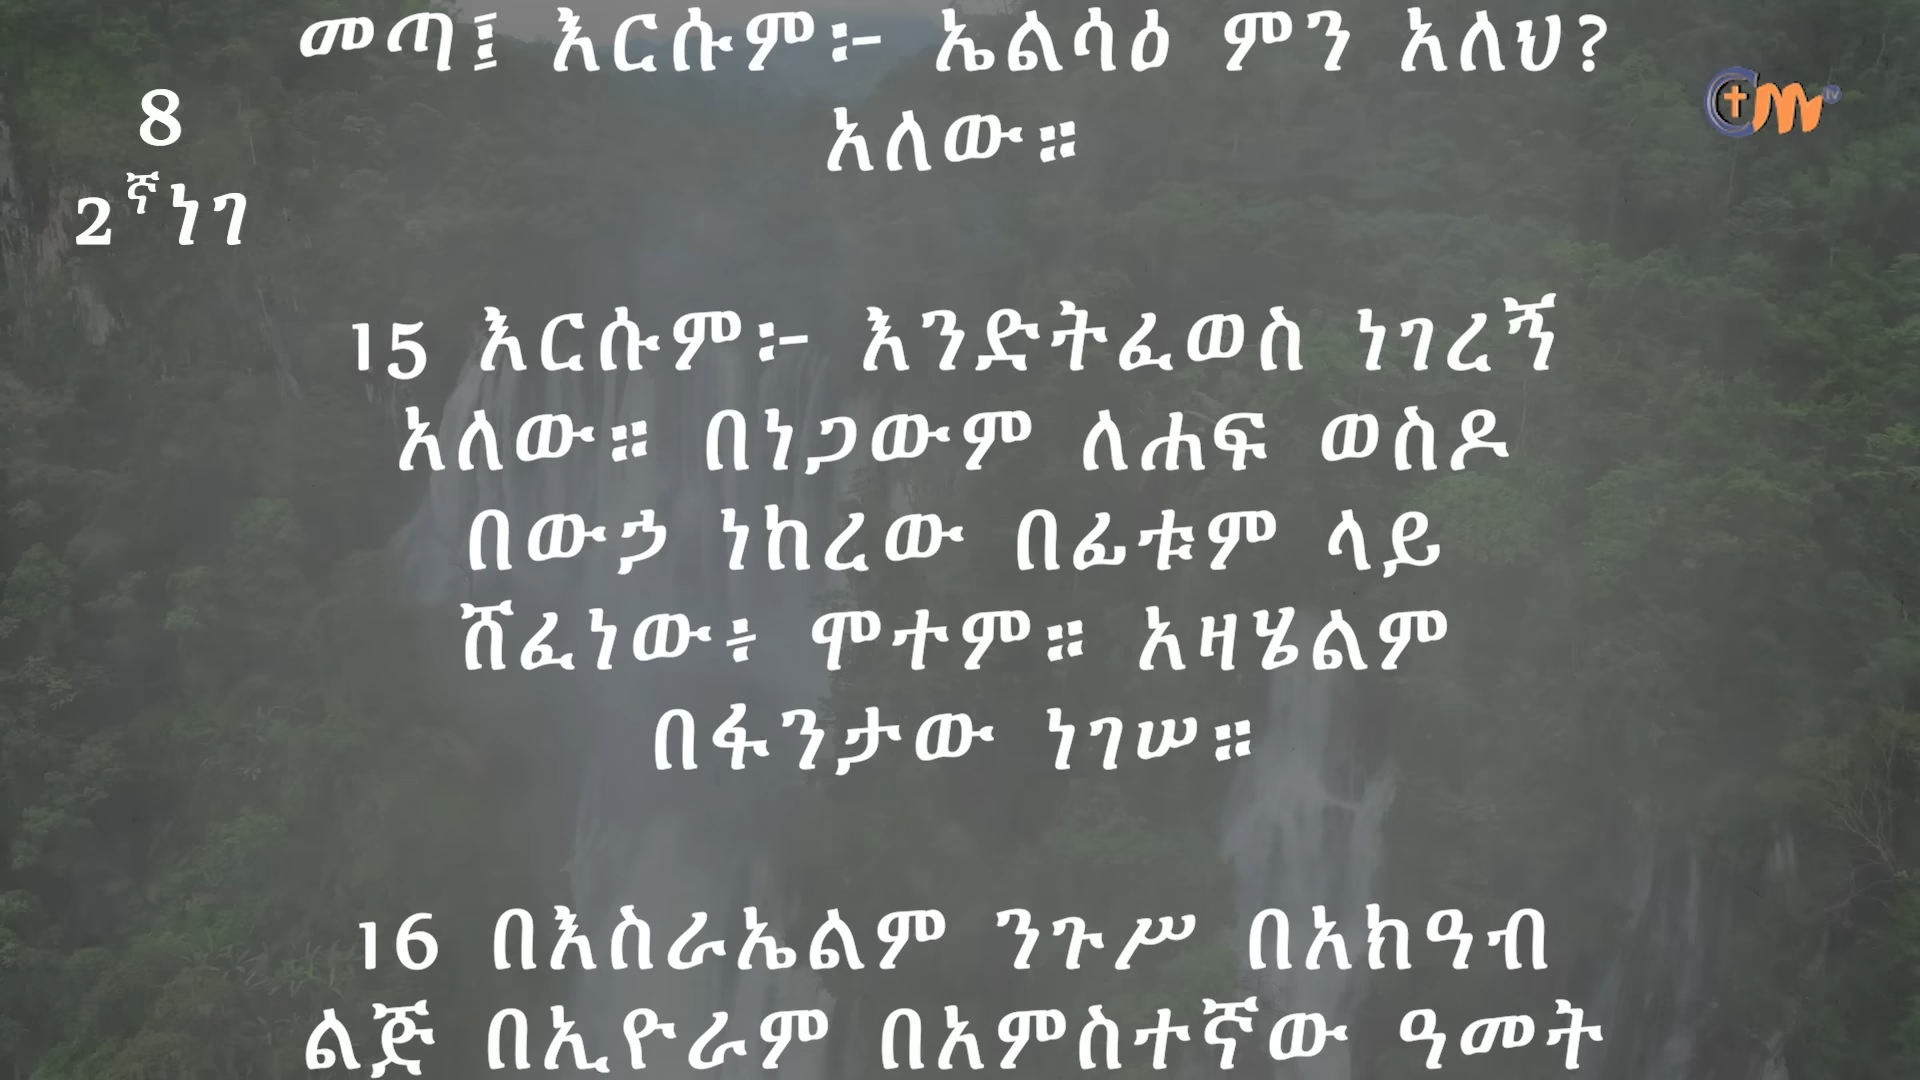 መጣ፤ እርሱም፦ ኤልሳዕ ምን አለህ?
አለው።
8
2ኛነገ
15 እርሱም፦ እንድትፈወስ ነገረኝ
አለው። በነጋውም ለሐፍ ወስዶ
በውኃ ነከረው በፊቱም ላይ
ሸፈነው፥ ሞተም። አዛሄልም
በፋንታው ነገሠ።
16 በእስራኤልም ንጉሥ በአክዓብ
ልጅ በኢዮራም በአምስተኛው ዓመት